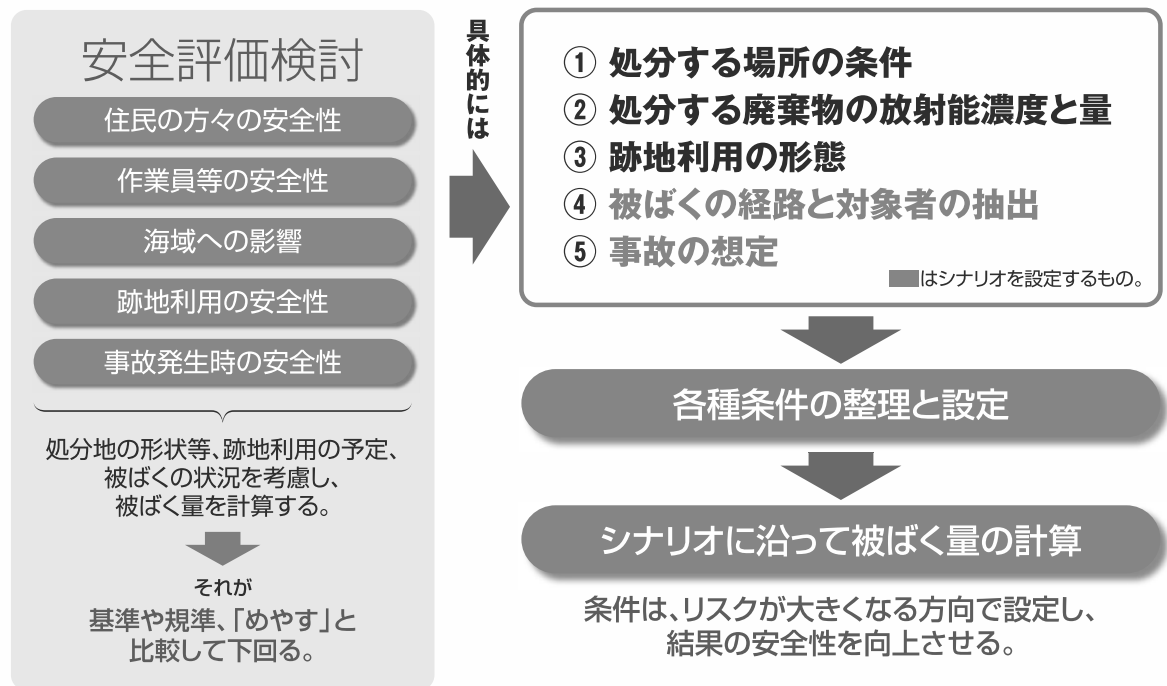 安全評価検討
住民の方々の安全性
作業員等の安全性
海域への影響
跡地利用の安全性
事故発生時の安全性
処分地の形状等、跡地利用の予定、
被ばくの状況を考慮し、
被ばく量を計算する。
それが
基準や規準、「めやす」と
比較して下回る。
具体的には
① 処分する場所の条件
② 処分する廃棄物の放射能濃度と量
③ 跡地利用の形態
④ 被ばくの経路と対象者の抽出
⑤ 事故の想定
はシナリオを設定するもの。
各種条件の整理と設定
シナリオに沿って被ばく量の計算
条件は、リスクが大きくなる方向で設定し、
結果の安全性を向上させる。